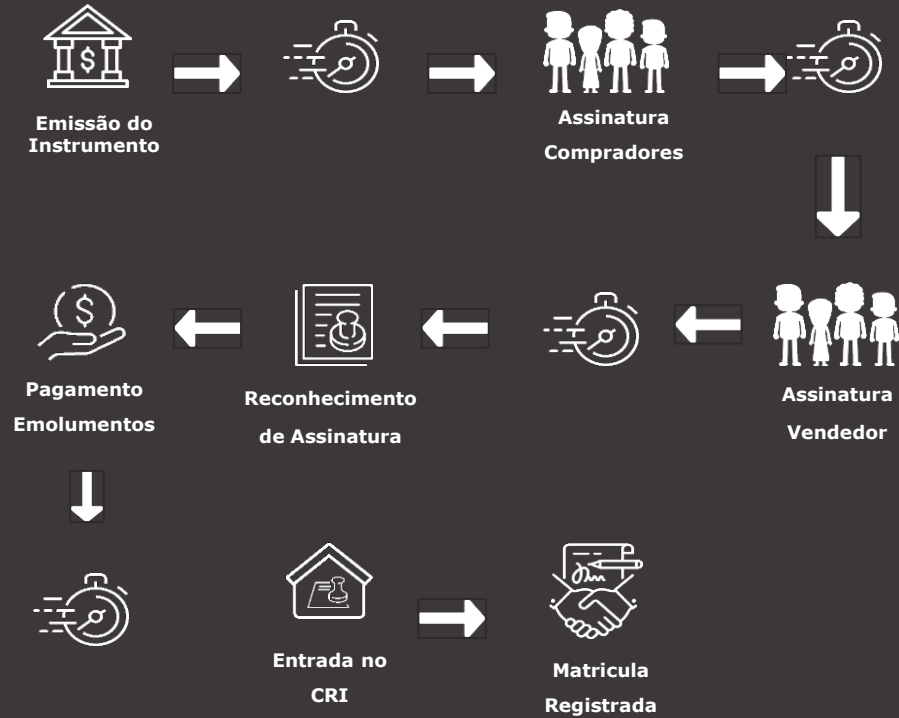 Emissão do
Instrumento
Assinatura
Compradores
Assinatura
Vendedor
Reconhecimento
de Assinatura
Pagamento
Emolumentos
Entrada no
CRI
Matricula
Registrada